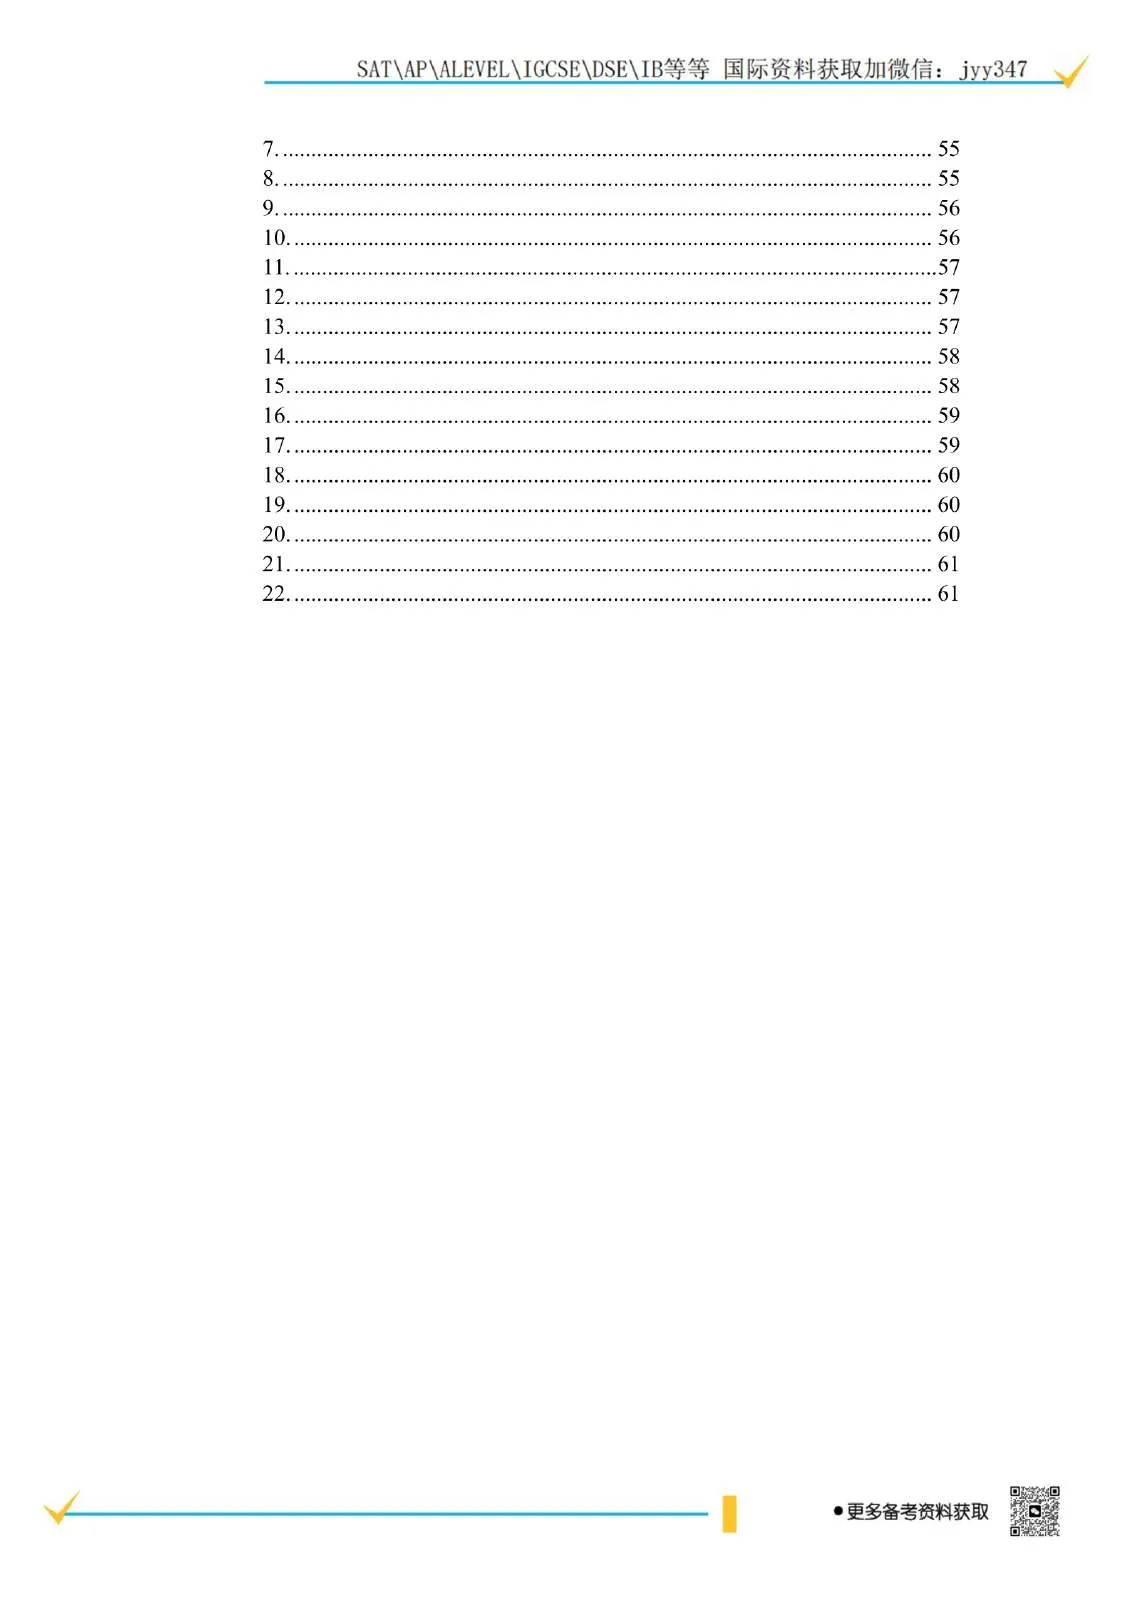 SAT\AP\ALEVEL\IGCSE\DSE\IB等等 国际资料获取加微信：jyy347
7. ........ 55
8. ........ 55
9. ........ 56
10. ........ 56
11. ........ 57
12. ........ 57
13. ........ 57
14. ........ 58
15. ........ 58
16. ........ 59
17. ........ 59
18. ........ 60
19. ........ 60
20. ........ 60
21. ........ 61
22. ........ 61
●更多备考资料获取